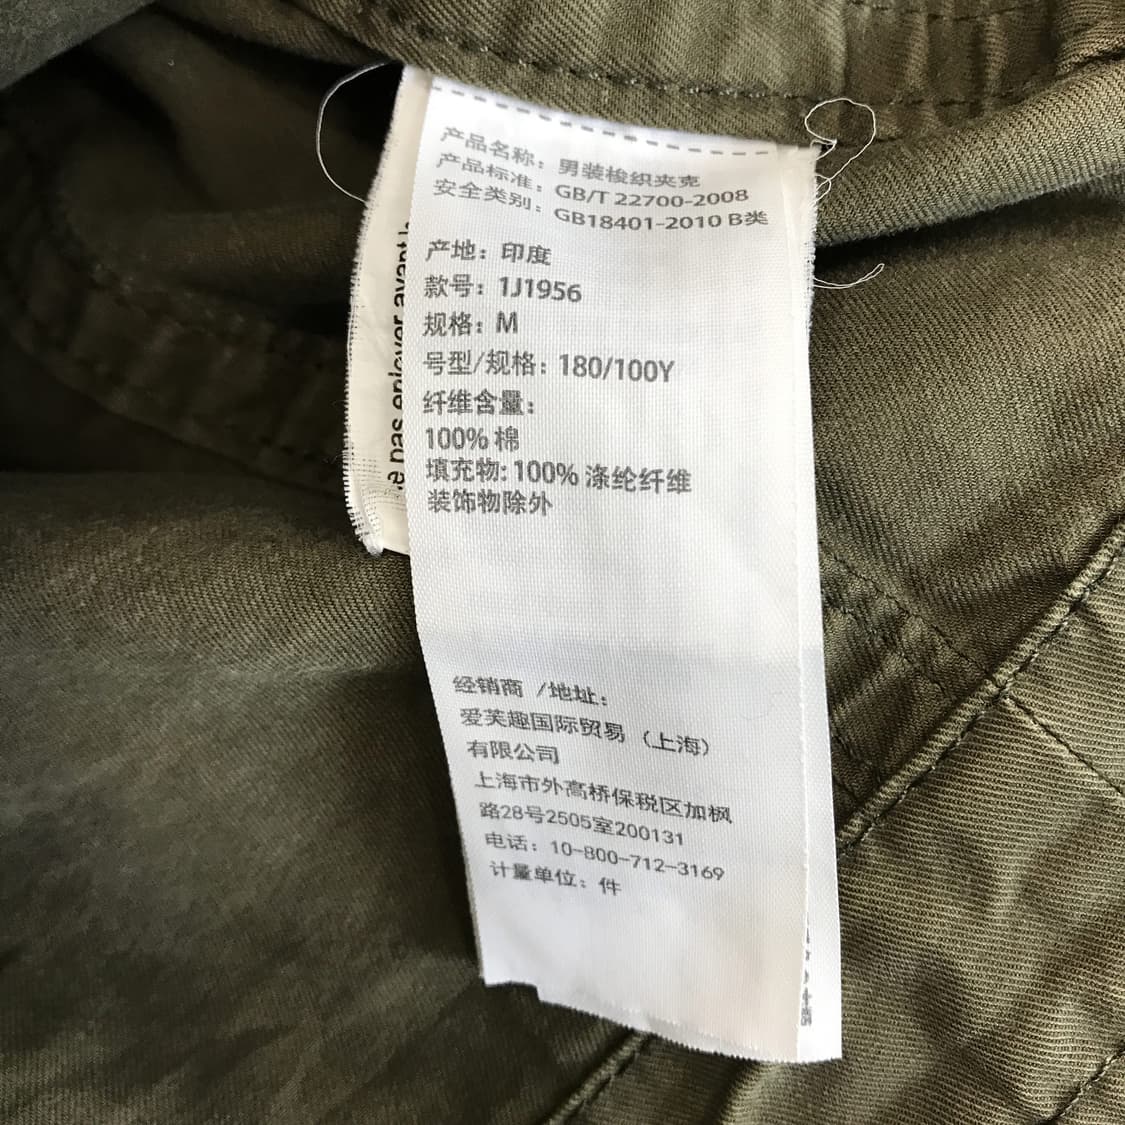 产品名称：男装梭织夹克
产品标准：GB/T 22700-2008
安全类别：GB18401-2010 B类
产地：印度
款号：1J1956
规格：M
号型/规格：180/100Y
纤维含量：
100% 棉
填充物: 100% 涤纶纤维
装饰物除外
经销商 /地址：
爱芙趣国际贸易（上海）
有限公司
上海市外高桥保税区加枫
路28号2505室200131
电话：10-800-712-3169
计量单位：件
pas enlever avant